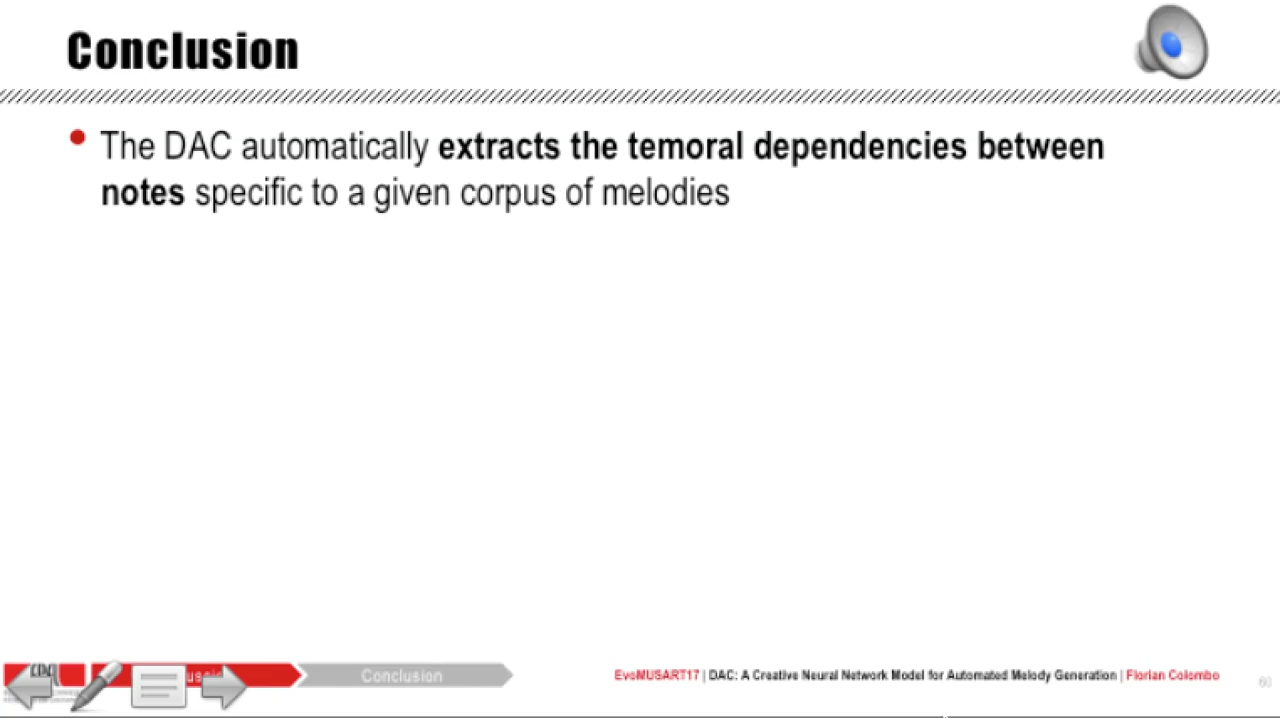 Conclusion
The DAC automatically extracts the temoral dependencies between
notes specific to a given corpus of melodies
Conclusion
EvoMUSART17 | DAC: A Creative Neural Network Model for Automated Melody Generation | Florian Colombo
60